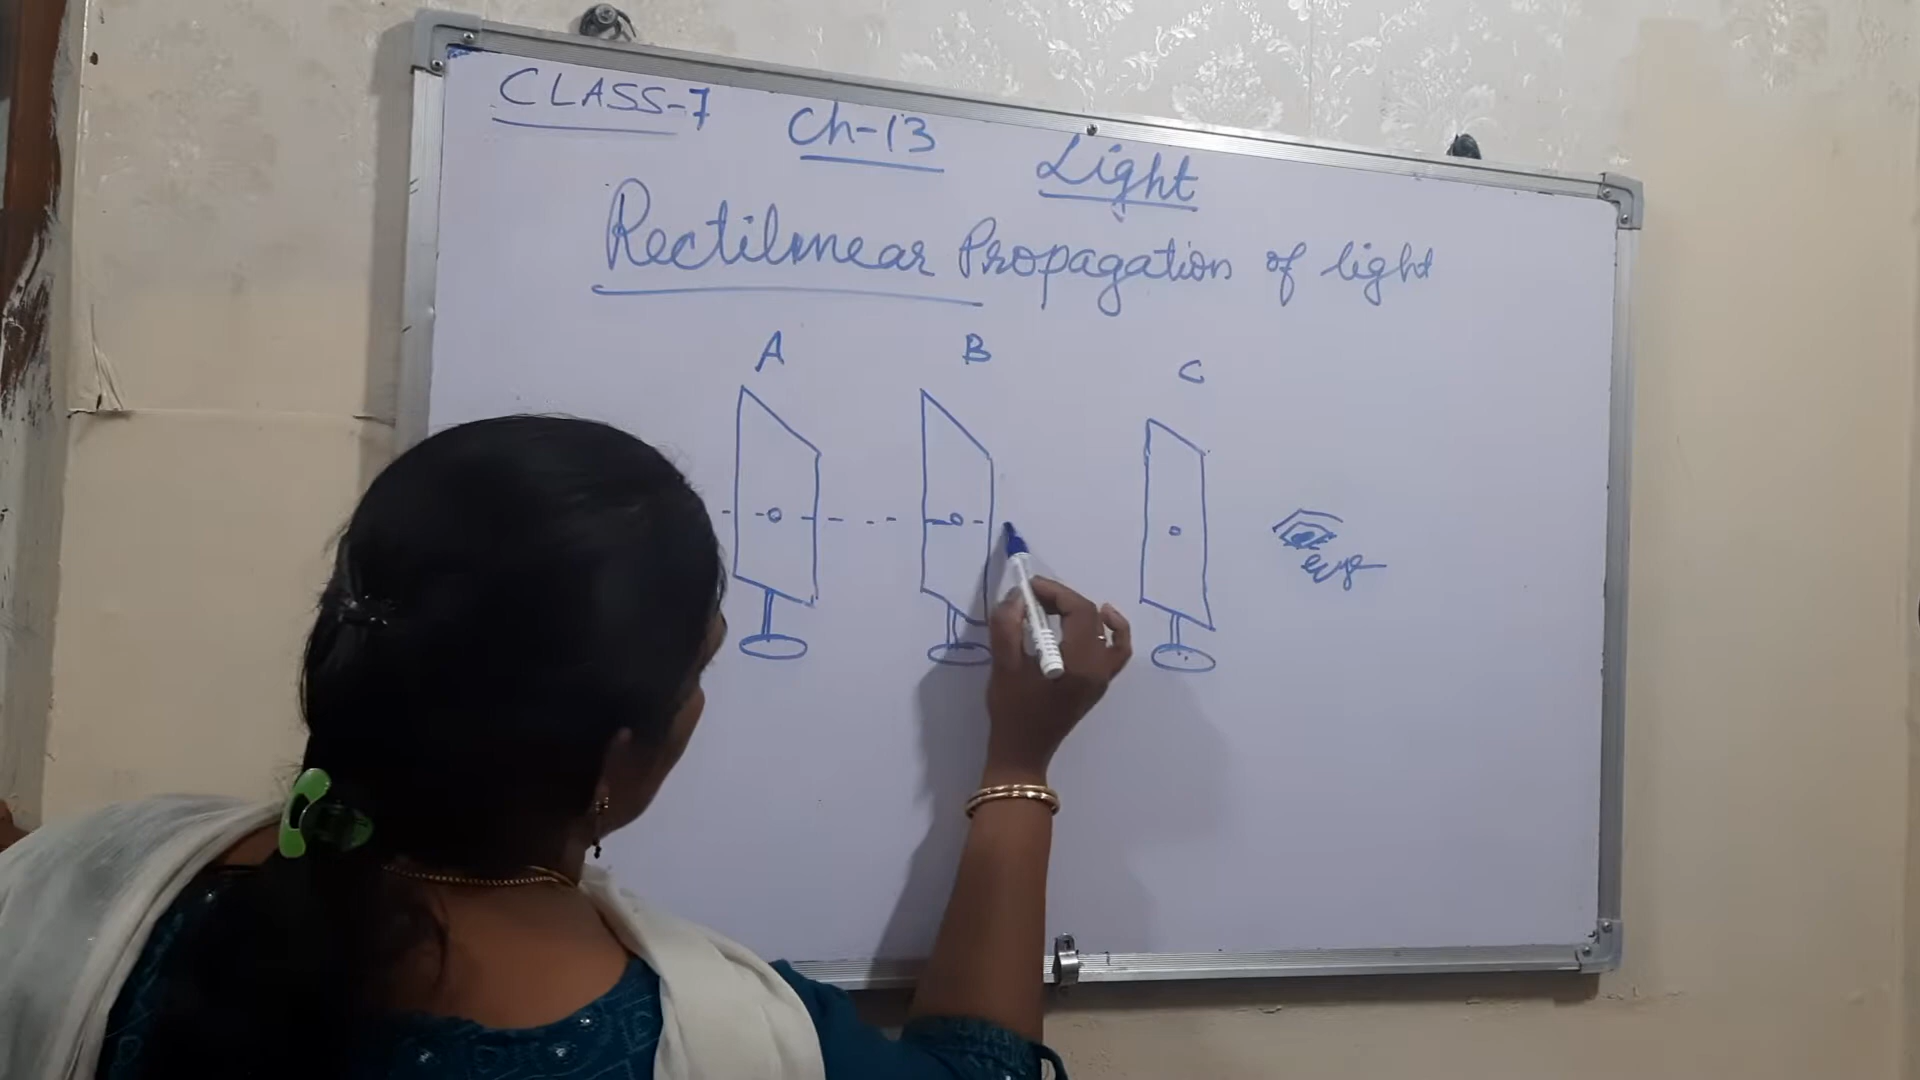 CLASS-7 Ch-13 Light
Rectilinear Propagation of light
A B C
eye